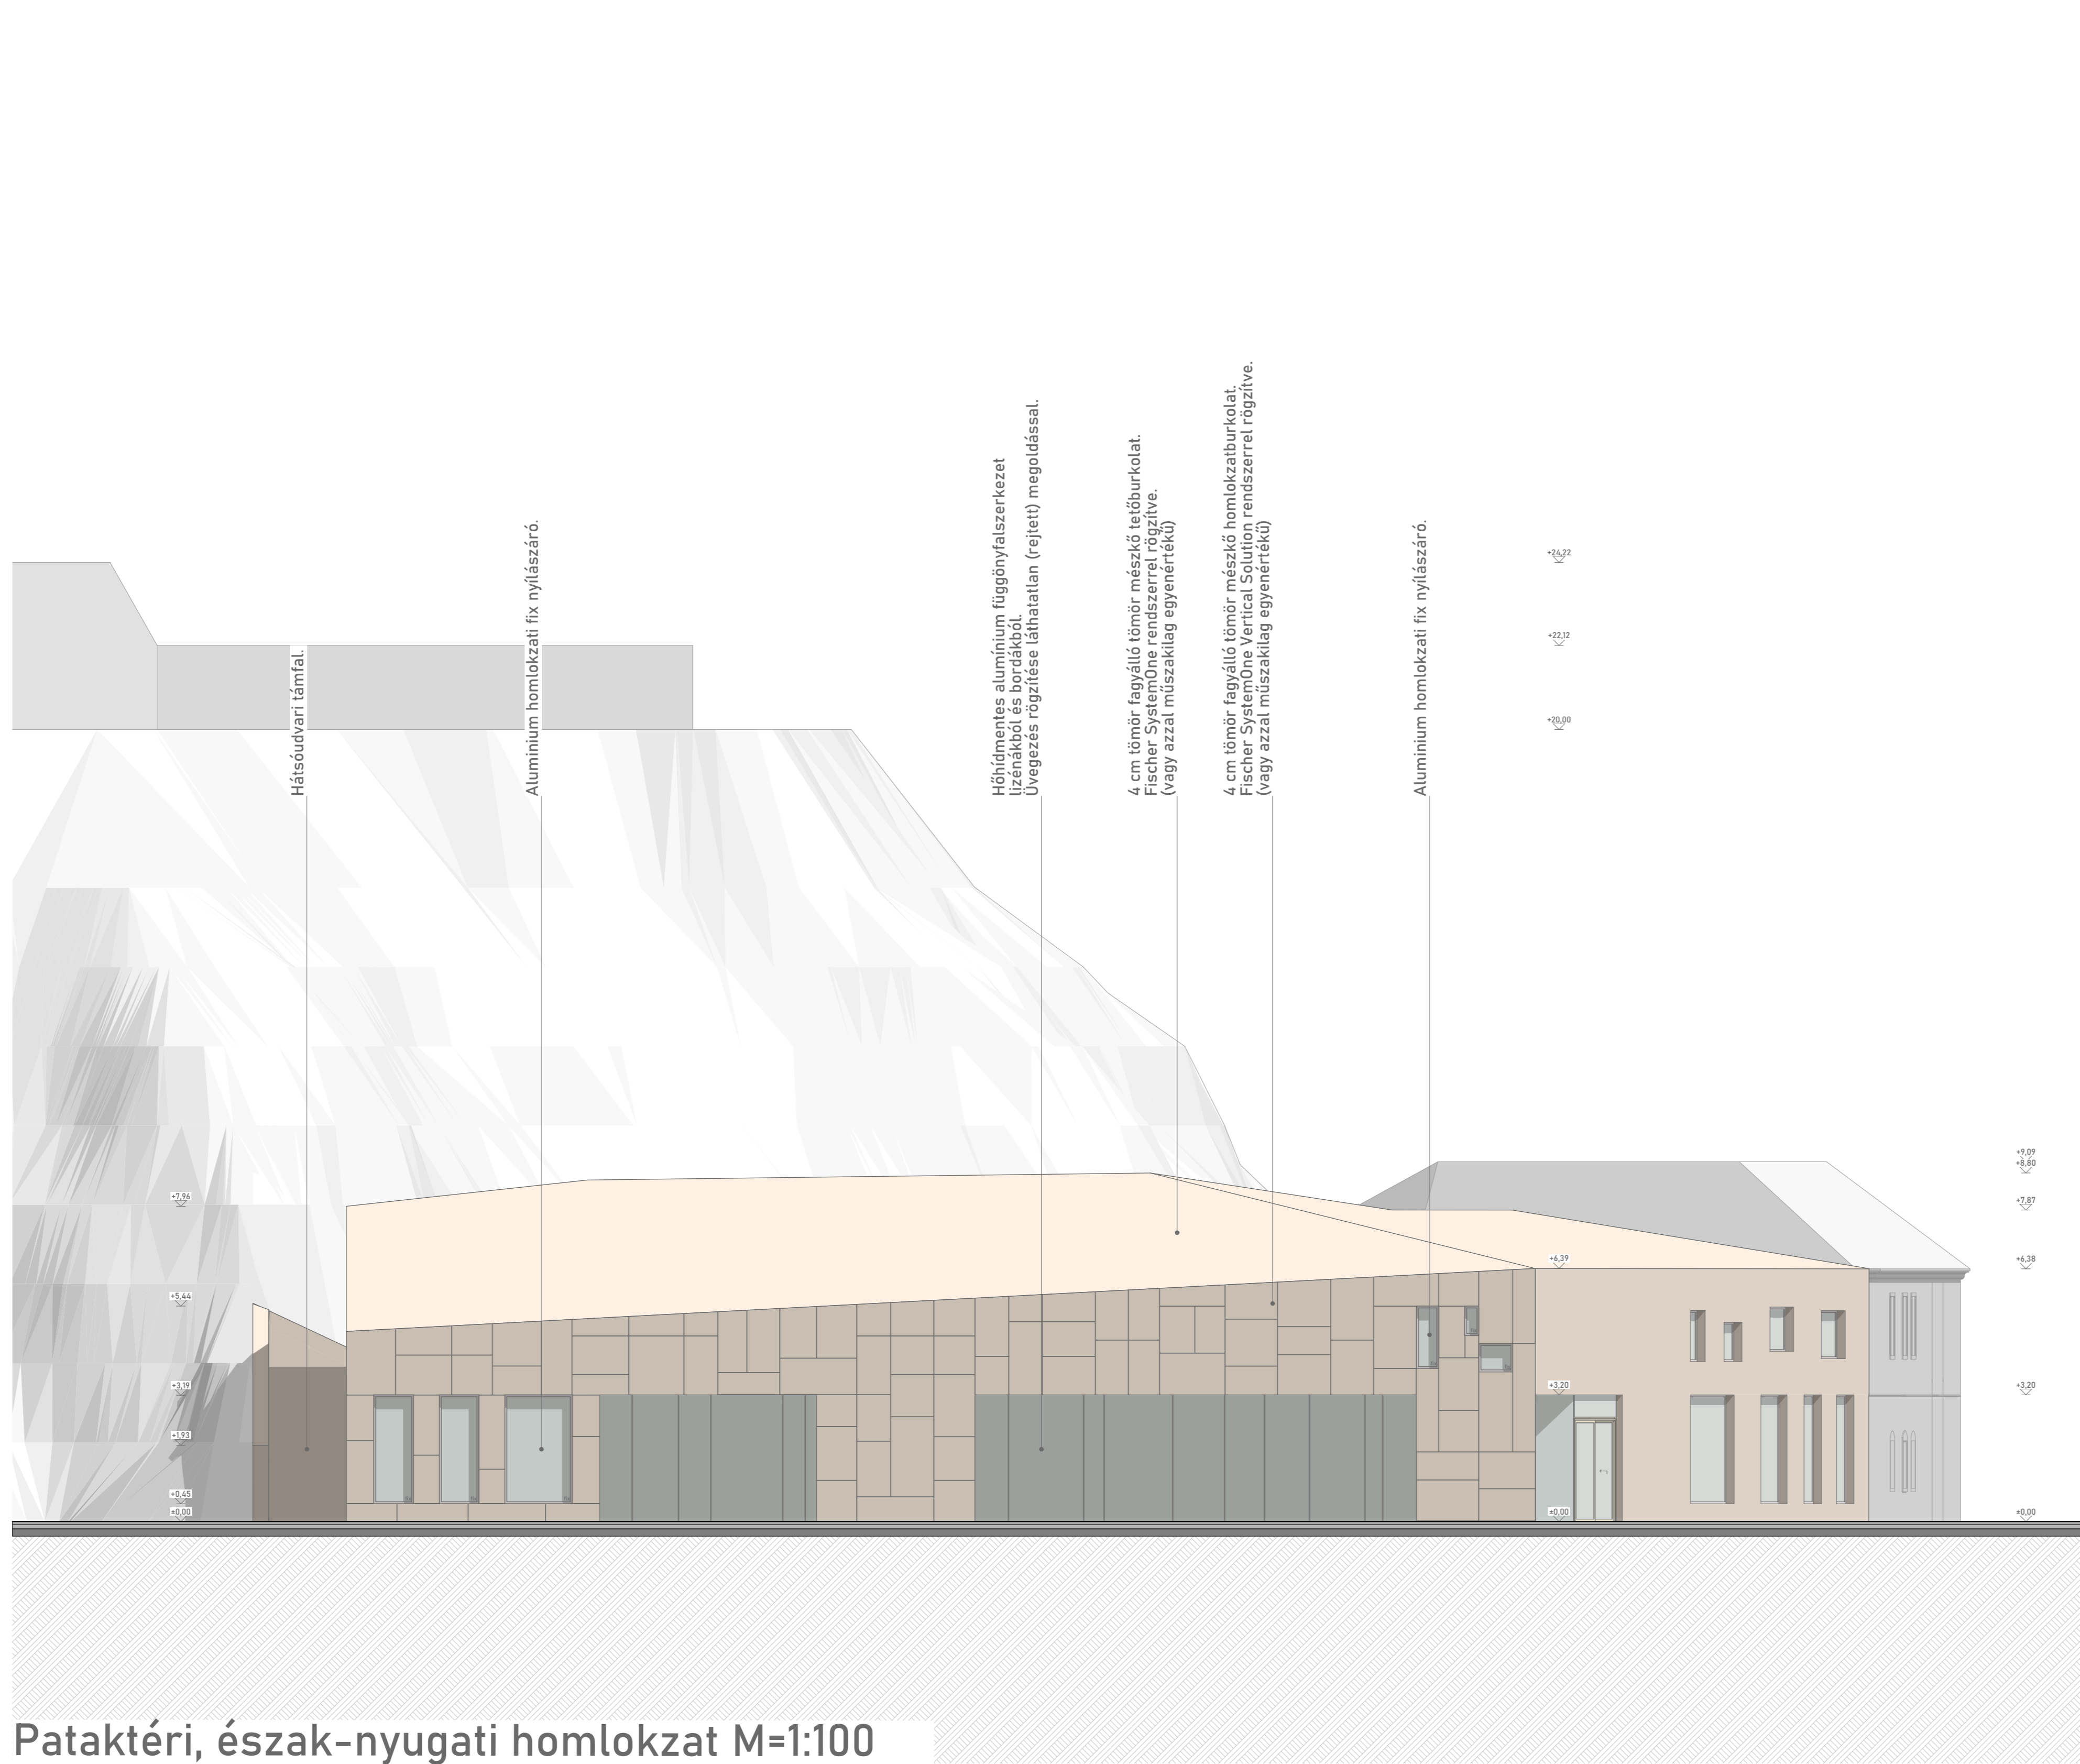 Hátsóudvari támfal.
Aluminium homlokzati fix nyílászáró.
Hőhídmentes alumínium függönyfalszerkezet
lizénákból és bordákból.
Üvegezés rögzítése láthatatlan (rejtett) megoldással.
4 cm tömör fagyálló tömör mészkő tetőburkolat.
Fischer SystemOne rendszerrel rögzítve.
(vagy azzal műszakilag egyenértékű)
4 cm tömör fagyálló tömör mészkő homlokzatburkolat.
Fischer SystemOne Vertical Solution rendszerrel rögzítve.
(vagy azzal műszakilag egyenértékű)
Aluminium homlokzati fix nyílászáró.
+24,22
+22,12
+20,00
+9,09
+8,80
+7,96
+7,87
+6,39
+6,38
+5,44
+3,19
+3,20
+3,20
+1,93
+0,45
±0,00
±0,00
±0,00
Pataktéri, észak-nyugati homlokzat M=1:100